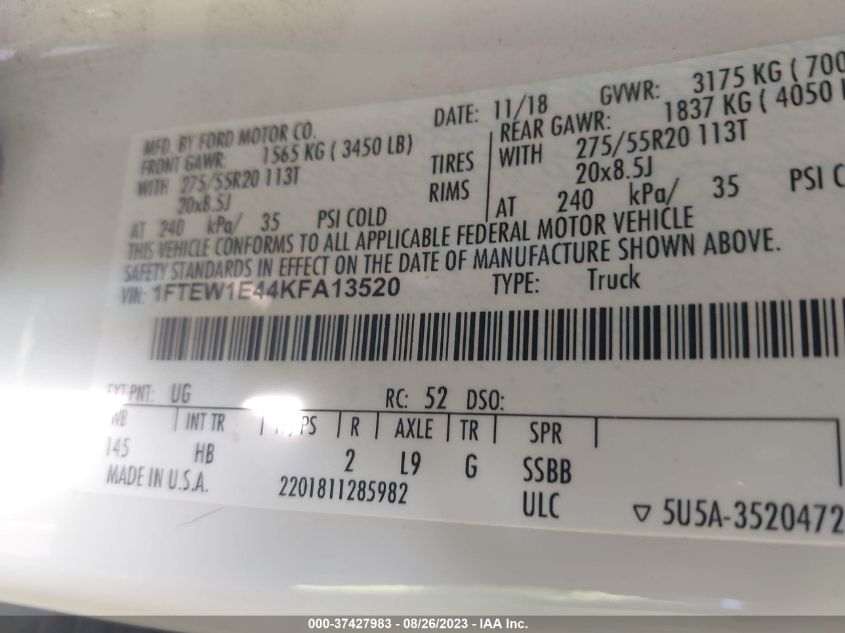 MFD. BY FORD MOTOR CO. DATE: 11/18 GVWR: 3175 KG ( 700
FRONT GAWR: 1565 KG ( 3450 LB) REAR GAWR: 1837 KG ( 4050 L
WITH 275/55R20 113T TIRES WITH 275/55R20 113T
20x8.5J RIMS 20x8.5J
AT 240 kPa/ 35 PSI COLD AT 240 kPa/ 35 PSI C
THIS VEHICLE CONFORMS TO ALL APPLICABLE FEDERAL MOTOR VEHICLE
SAFETY STANDARDS IN EFFECT ON THE DATE OF MANUFACTURE SHOWN ABOVE.
VIN: 1FTEW1E44KFA13520 TYPE: Truck
EXT PNT: UG RC: 52 DSO:
WB INT TR PS R AXLE TR SPR
145 HB 2 L9 G SSBB
MADE IN U.S.A. 2201811285982 ULC ▽ 5U5A-3520472
000-37427983 - 08/26/2023 - IAA Inc.